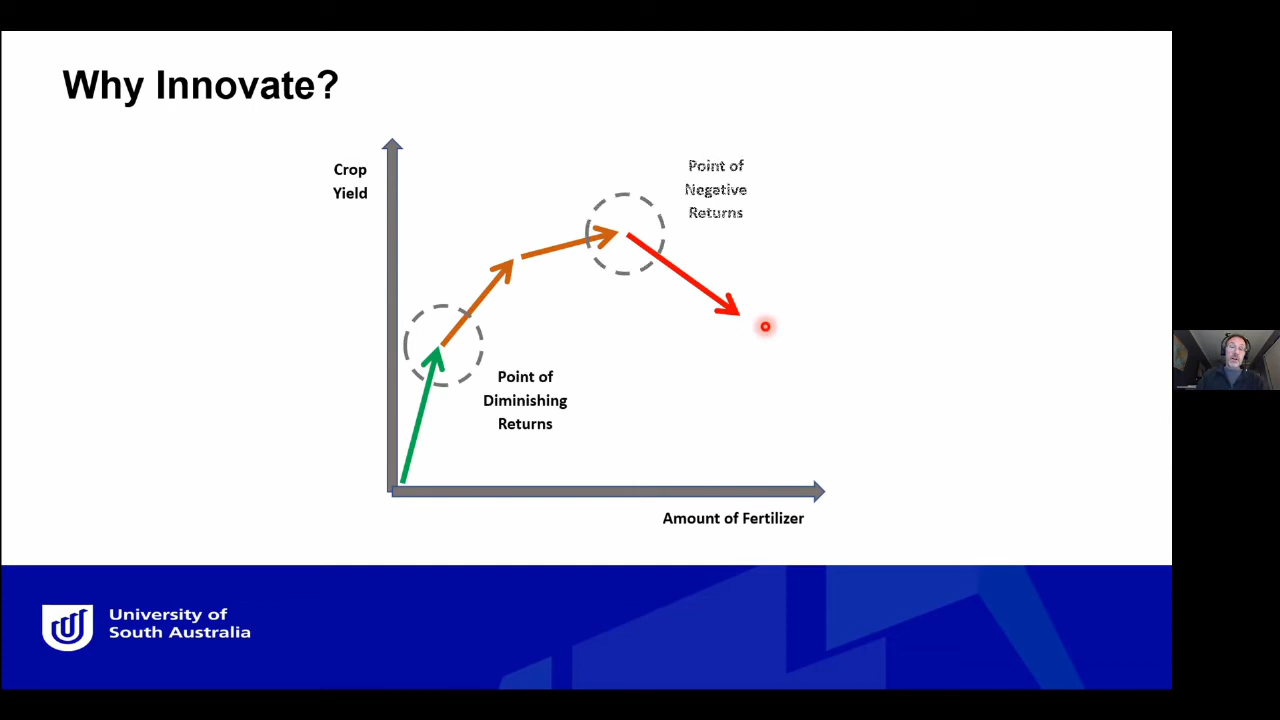 Why Innovate?
Crop
Yield
Point of
Negative
Returns
Point of
Diminishing
Returns
Amount of Fertilizer
University of
South Australia